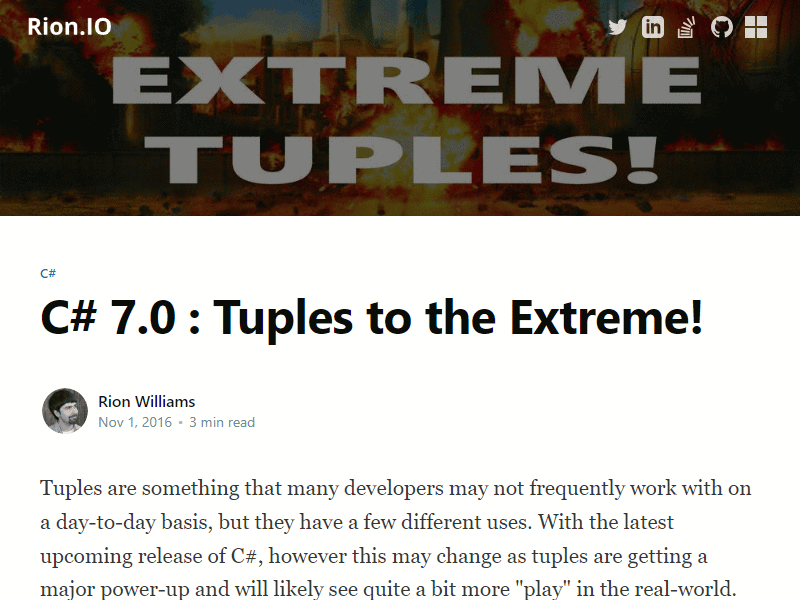 Rion.IO
EXTREME
TUPLES!
C#
C# 7.0 : Tuples to the Extreme!
Rion Williams
Nov 1, 2016 • 3 min read
Tuples are something that many developers may not frequently work with on
a day-to-day basis, but they have a few different uses. With the latest
upcoming release of C#, however this may change as tuples are getting a
major power-up and will likely see quite a bit more "play" in the real-world.